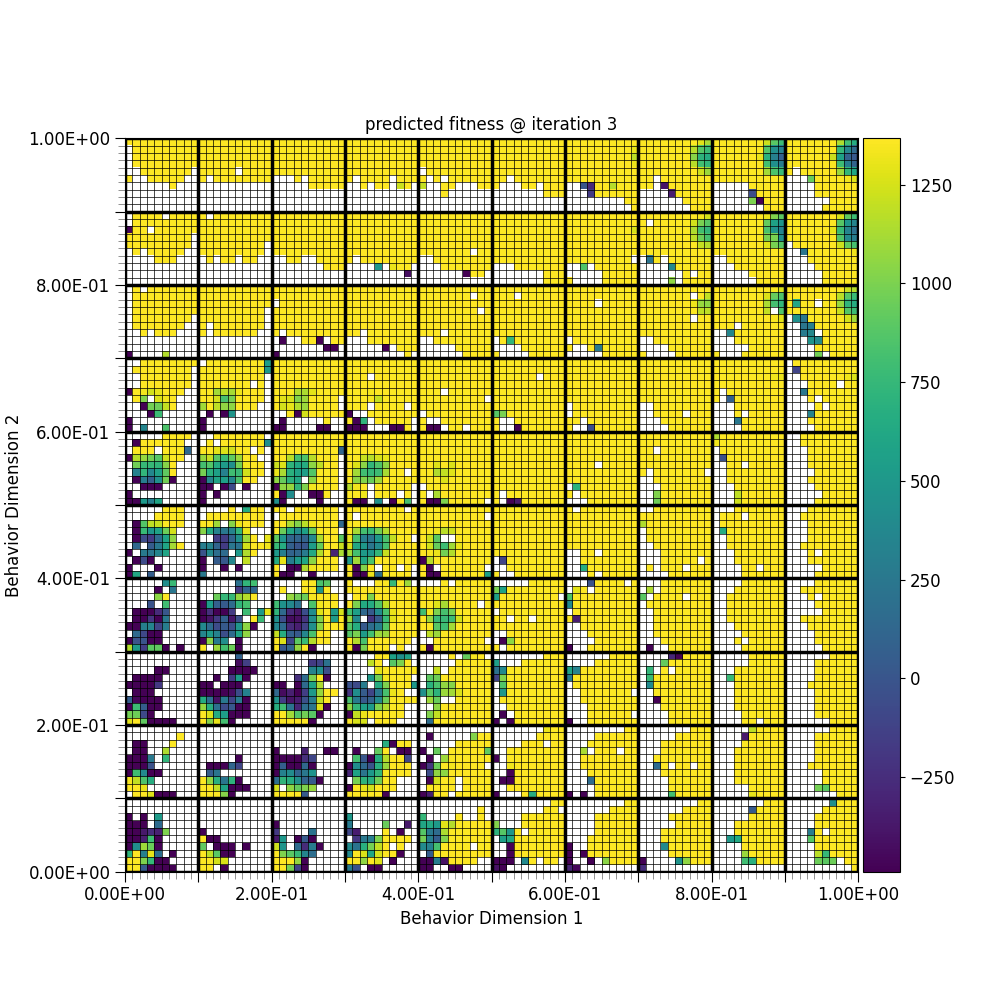 predicted fitness @ iteration 3
1.00E+00
8.00E-01
6.00E-01
4.00E-01
2.00E-01
0.00E+00
Behavior Dimension 2
0.00E+00 2.00E-01 4.00E-01 6.00E-01 8.00E-01 1.00E+00
Behavior Dimension 1
1250
1000
750
500
250
0
−250